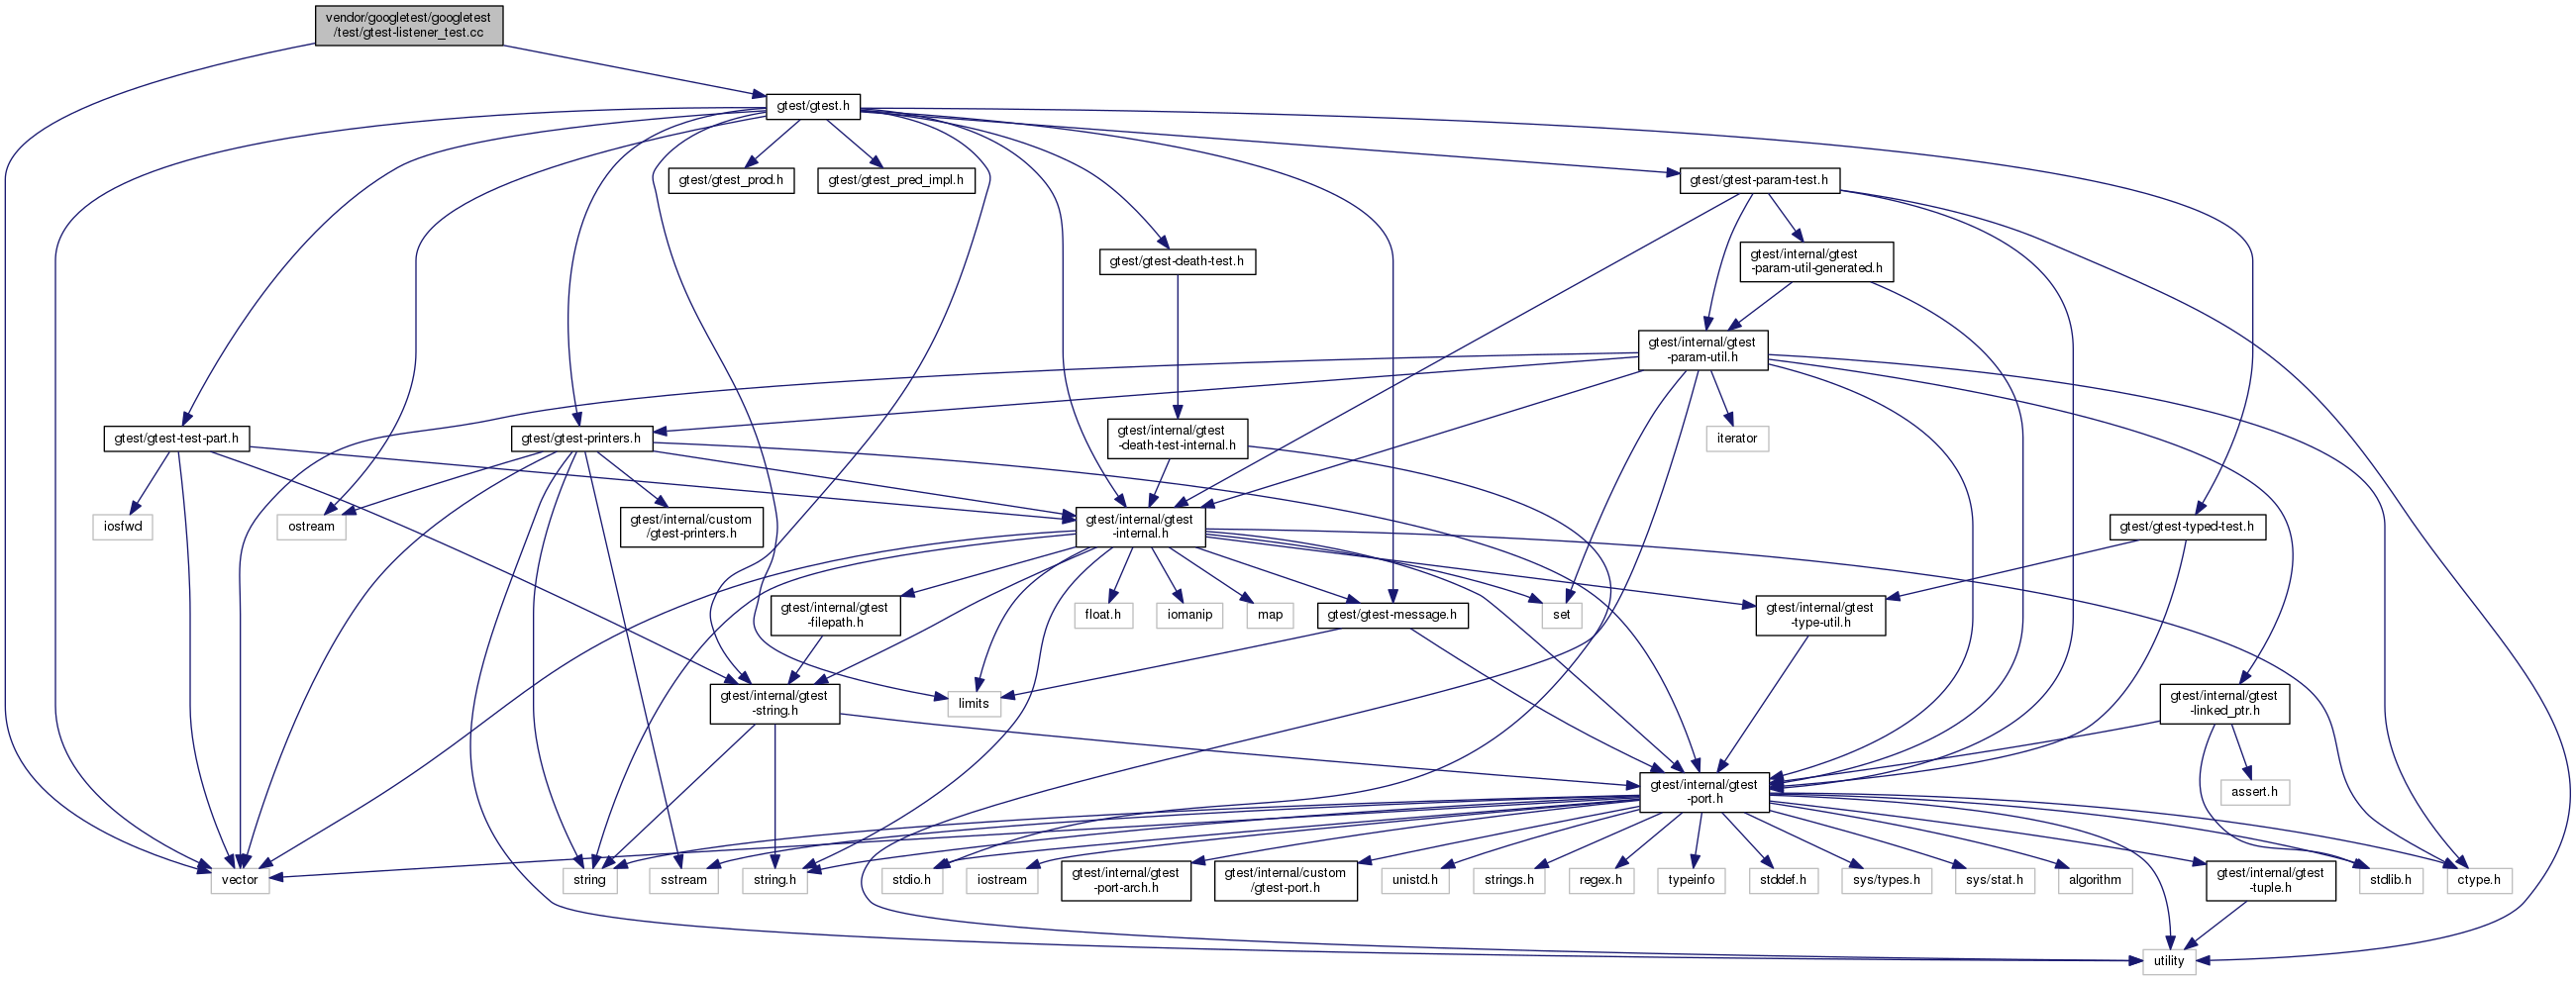 vendor/googletest/googletest
/test/gtest-listener_test.cc
gtest/gtest.h
gtest/gtest_prod.h
gtest/gtest_pred_impl.h
gtest/gtest-param-test.h
gtest/gtest-death-test.h
gtest/internal/gtest
-param-util-generated.h
gtest/internal/gtest
-param-util.h
gtest/gtest-test-part.h
gtest/gtest-printers.h
gtest/internal/gtest
-death-test-internal.h
iterator
iosfwd
ostream
gtest/internal/custom
/gtest-printers.h
gtest/internal/gtest
-internal.h
gtest/gtest-typed-test.h
gtest/internal/gtest
-filepath.h
float.h
iomanip
map
gtest/gtest-message.h
set
gtest/internal/gtest
-type-util.h
gtest/internal/gtest
-string.h
limits
gtest/internal/gtest
-linked_ptr.h
gtest/internal/gtest
-port.h
assert.h
vector
string
sstream
string.h
stdio.h
iostream
gtest/internal/gtest
-port-arch.h
gtest/internal/custom
/gtest-port.h
unistd.h
strings.h
regex.h
typeinfo
stddef.h
sys/types.h
sys/stat.h
algorithm
gtest/internal/gtest
-tuple.h
stdlib.h
ctype.h
utility